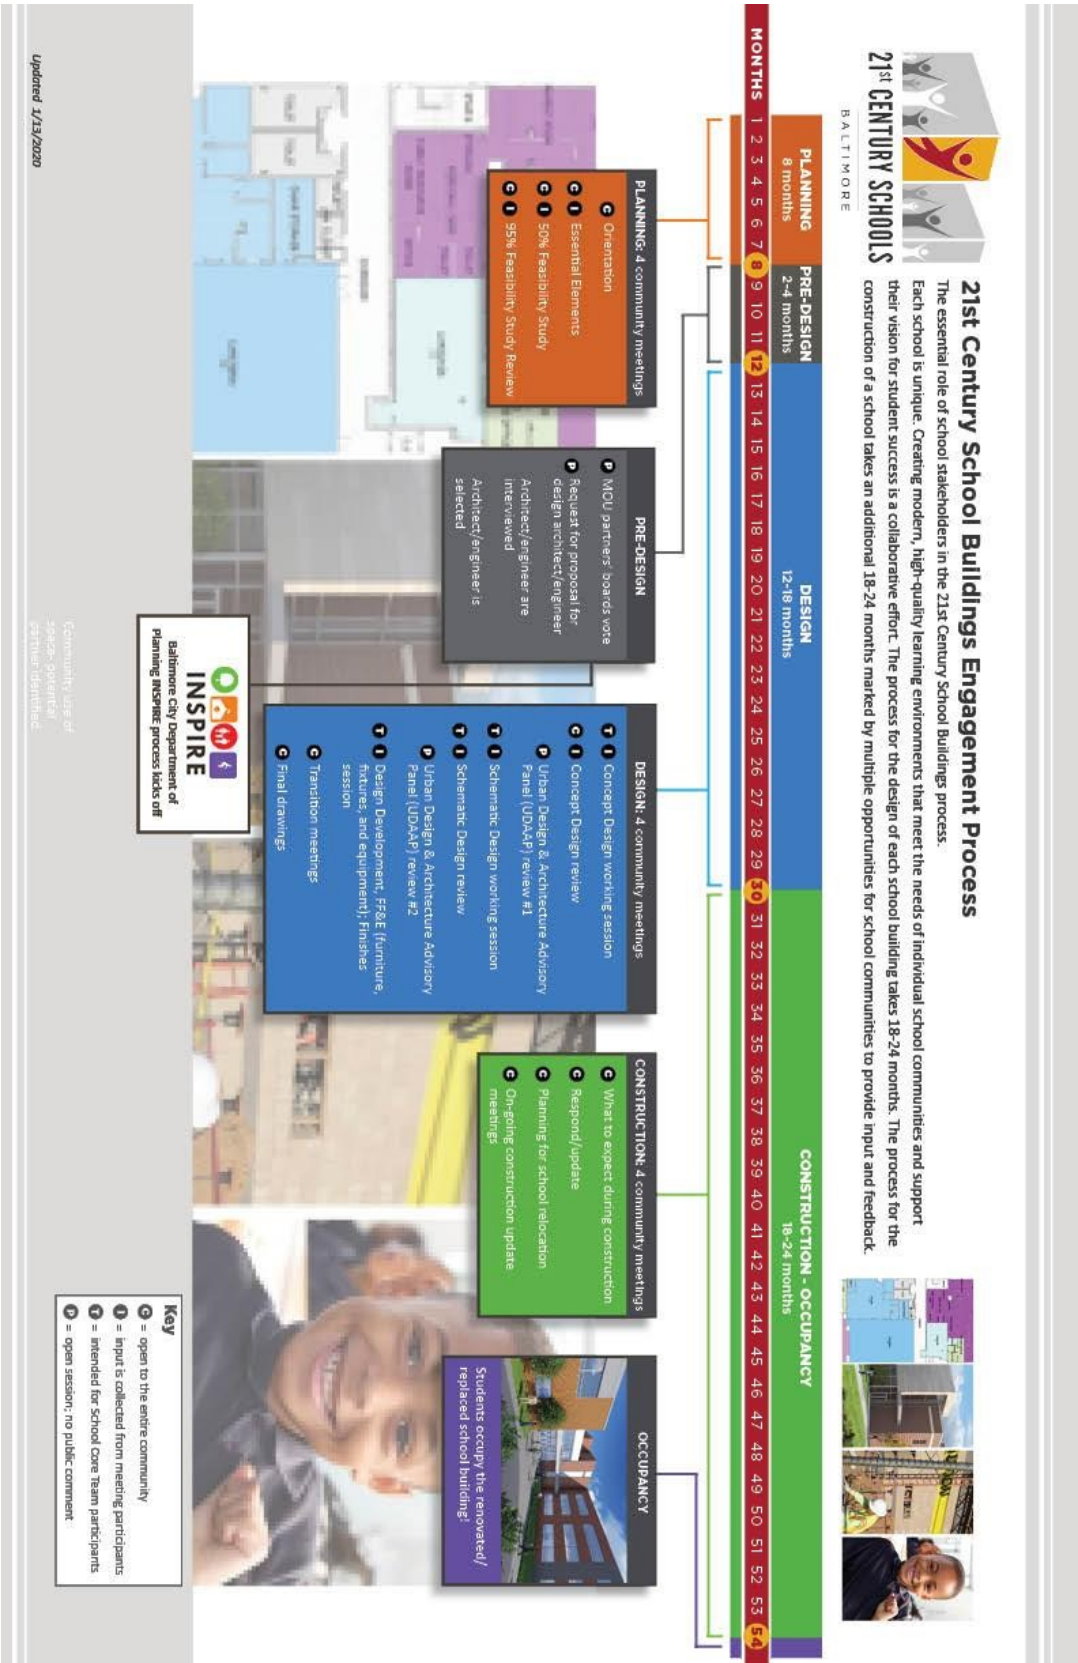 21st CENTURY SCHOOLS
BALTIMORE
21st Century School Buildings Engagement Process
The essential role of school stakeholders in the 21st Century School Buildings process.
Each school is unique. Creating modern, high-quality learning environments that meet the needs of individual school communities and support
their vision for student success is a collaborative effort. The process for the design of each school building takes 18-24 months. The process for the
construction of a school takes an additional 18-24 months marked by multiple opportunities for school communities to provide input and feedback.
PLANNING
8 months
PRE-DESIGN
2-4 months
DESIGN
12-18 months
CONSTRUCTION - OCCUPANCY
18-24 months
MONTHS 1 2 3 4 5 6 7 8 9 10 11 12 13 14 15 16 17 18 19 20 21 22 23 24 25 26 27 28 29 30 31 32 33 34 35 36 37 38 39 40 41 42 43 44 45 46 47 48 49 50 51 52 53 54
PLANNING: 4 community meetings
C Orientation
C I Essential Elements
C I 50% Feasibility Study
C I 95% Feasibility Study Review
PRE-DESIGN
P MOU partners' boards vote
P Request for proposal for
design architect/engineer
Architect/engineer are
interviewed
Architect/engineer is
selected
INSPIRE
Baltimore City Department of
Planning INSPIRE process kicks off
DESIGN: 4 community meetings
T I Concept Design working session
C I Concept Design review
P Urban Design & Architecture Advisory
Panel (UDAAP) review #1
T I Schematic Design working session
T I Schematic Design review
P Urban Design & Architecture Advisory
Panel (UDAAP) review #2
T I Design Development, FF&E (furniture,
fixtures, and equipment); Finishes
session
C Transition meetings
C Final drawings
CONSTRUCTION: 4 community meetings
C What to expect during construction
C Respond/update
C Planning for school relocation
C On-going construction update
meetings
OCCUPANCY
Students occupy the renovated/
replaced school building!
Community use of
space- potential
partner identified.
Key
C = open to the entire community
I = input is collected from meeting participants
T = intended for School Core Team participants
P = open session; no public comment
Updated 1/13/2020